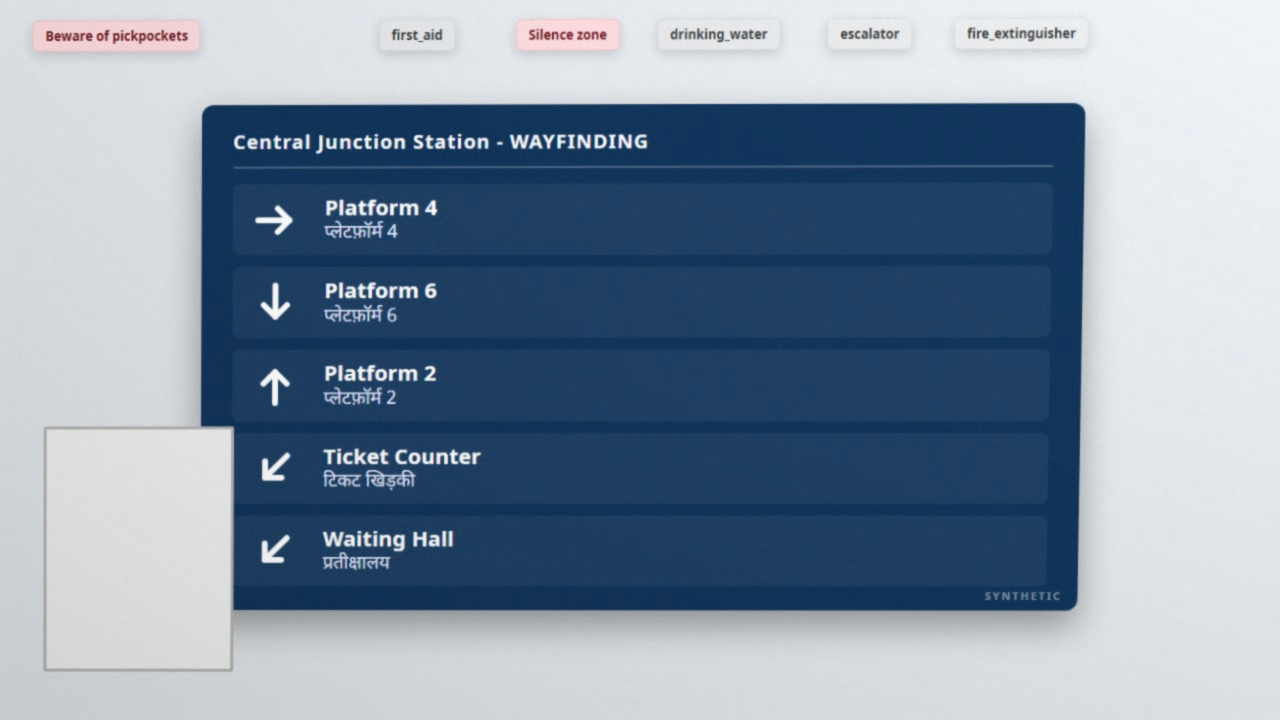 Beware of pickpockets
first_aid
Silence zone
drinking_water
escalator
fire_extinguisher
Central Junction Station - WAYFINDING
Platform 4
प्लेटफ़ॉर्म 4
Platform 6
प्लेटफ़ॉर्म 6
Platform 2
प्लेटफ़ॉर्म 2
Ticket Counter
टिकट खिड़की
Waiting Hall
प्रतीक्षालय
SYNTHETIC